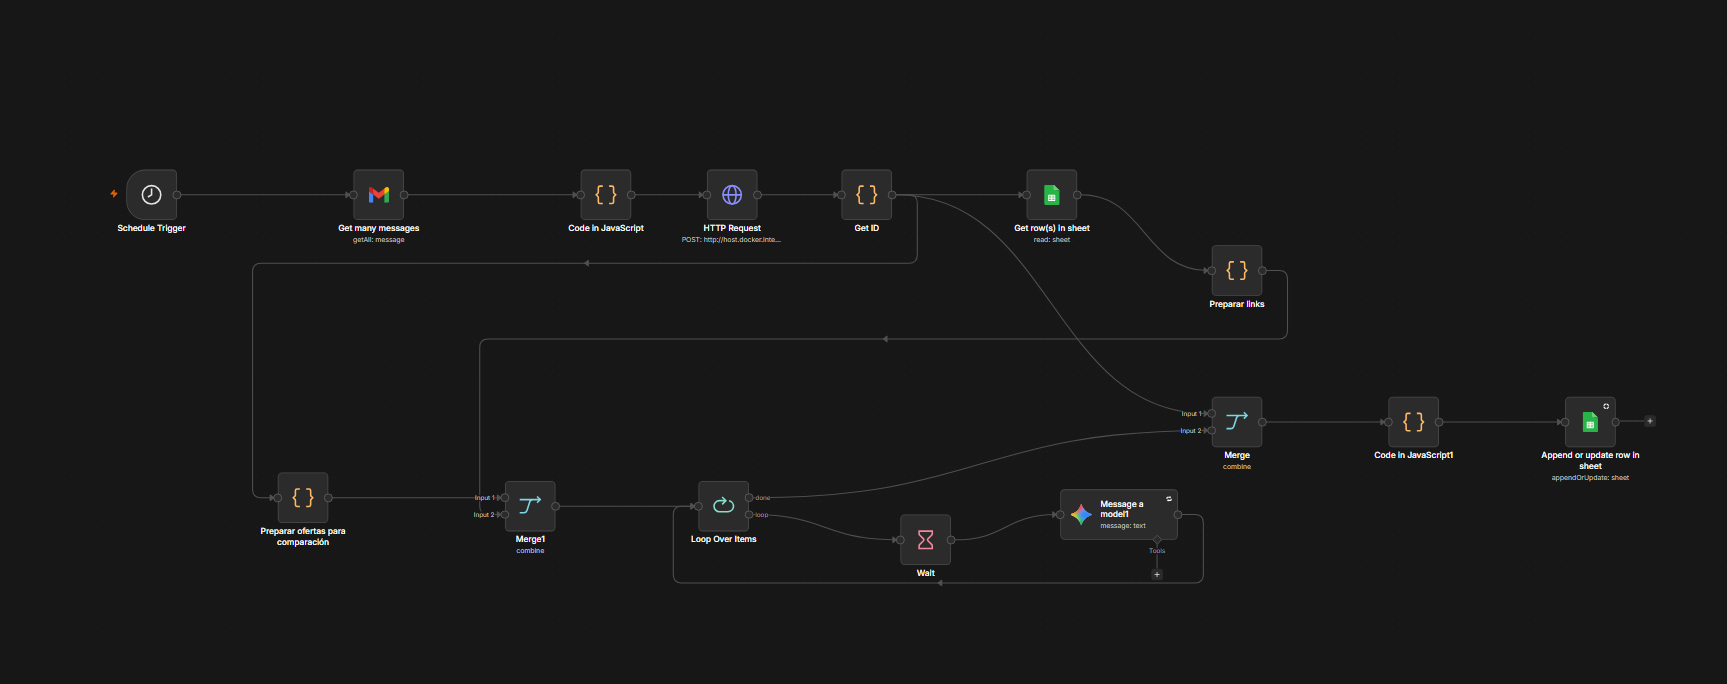 Schedule Trigger
Get many messages
getAll: message
Code in JavaScript
HTTP Request
POST: http://host.docker.inte...
Get ID
Get row(s) in sheet
read: sheet
Preparar links
Input 1
Input 2
Merge
combine
Code in JavaScript1
Append or update row in
sheet
appendOrUpdate: sheet
Preparar ofertas para
comparación
Input 1
Input 2
Merge1
combine
Loop Over Items
done
loop
Wait
Message a
model1
message: text
Tools